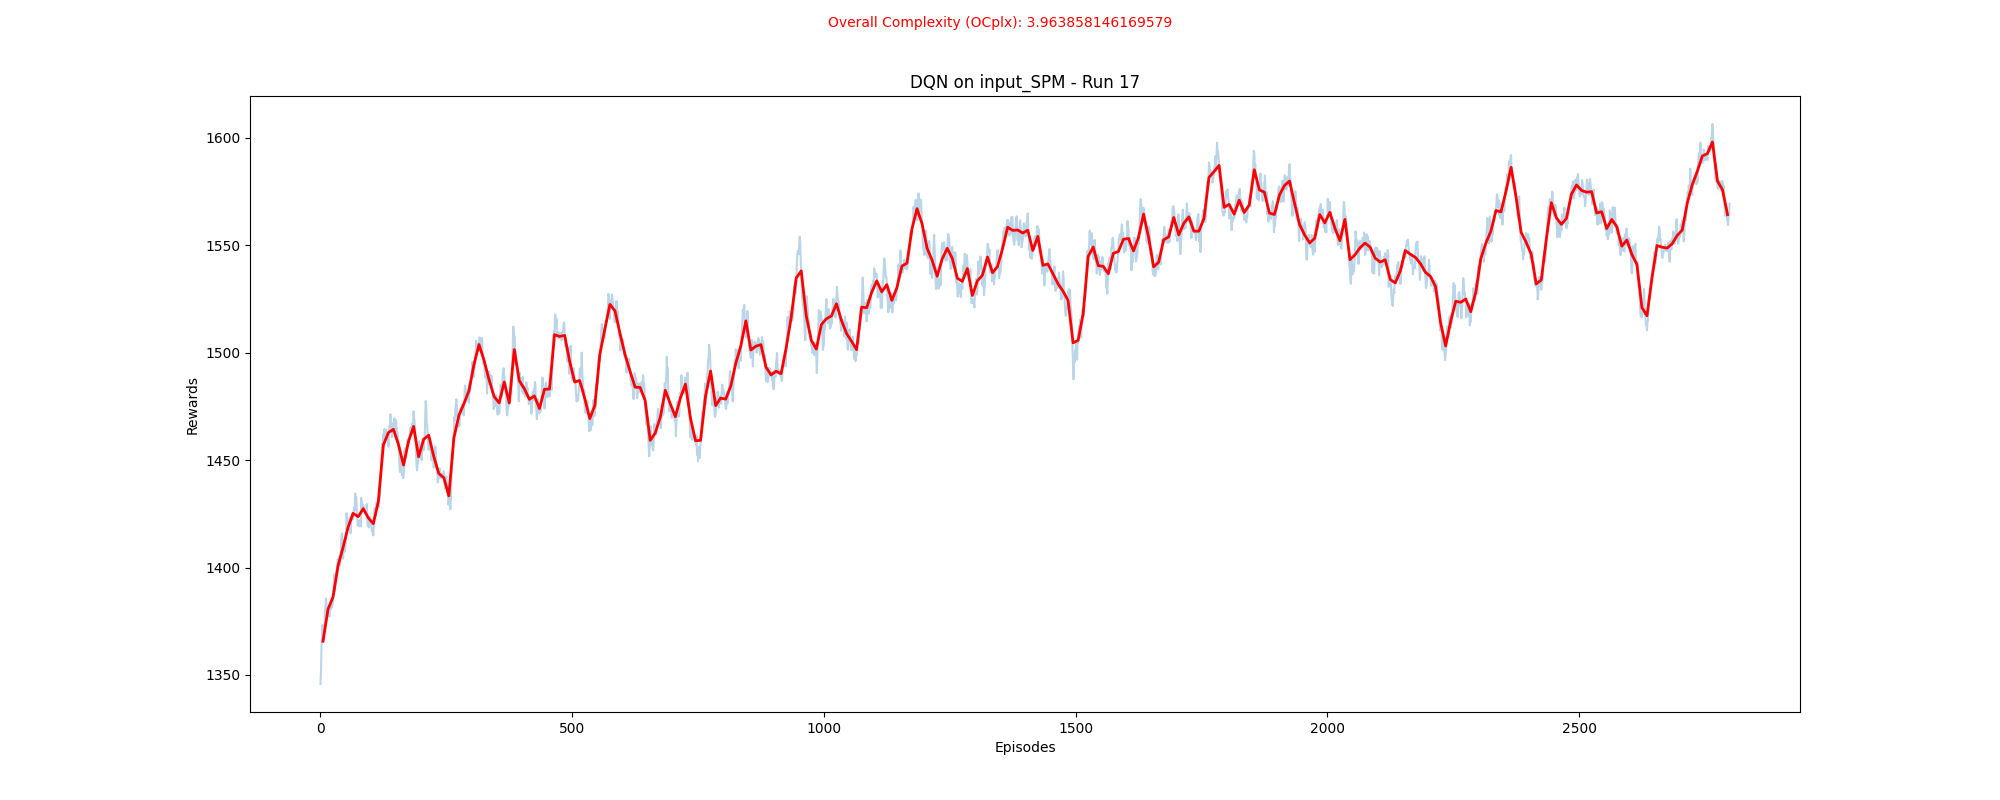 Overall Complexity (OCplx): 3.963858146169579
DQN on input_SPM - Run 17
1600
1550
1500
1450
1400
1350
Rewards
0 500 1000 1500 2000 2500
Episodes